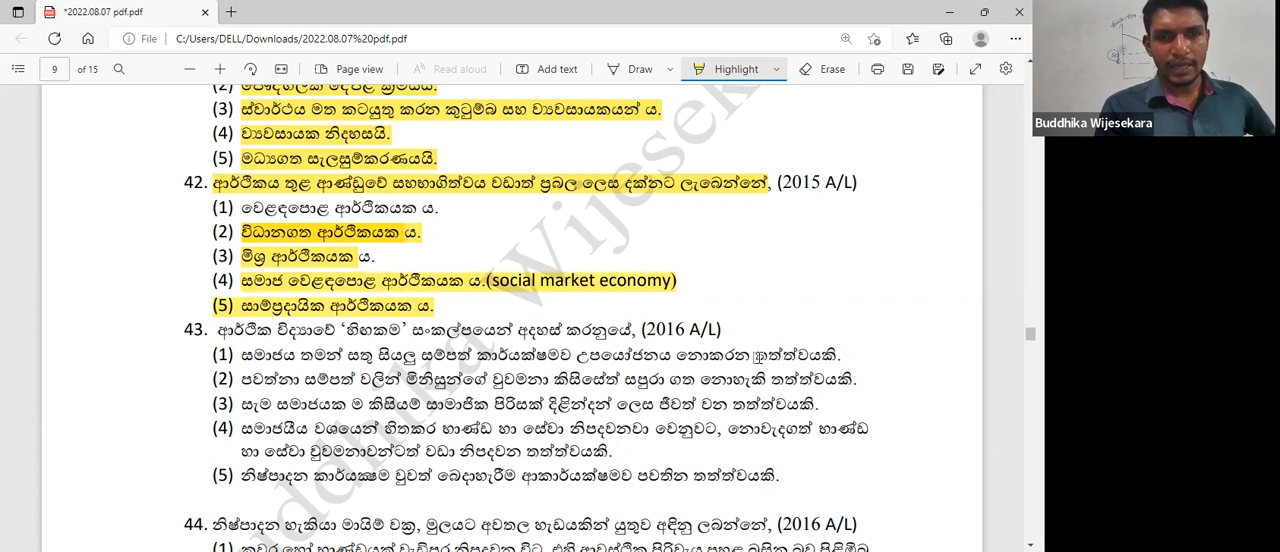 *2022.08.07 pdf.pdf
File
C:/Users/DELL/Downloads/2022.08.07%20pdf.pdf
9 of 15
Page view
Read aloud
Add text
Draw
Highlight
Erase
Buddhika Wijesekara
(2) පෞද්ගලික දේපළ ක්‍රමයය.
(3) ස්වාර්ථය මත කටයුතු කරන කුටුම්බ සහ ව්‍යවසායකයන් ය.
(4) ව්‍යවසායක නිදහසයි.
(5) මධ්‍යගත සැලසුම්කරණයයි.
42. ආර්ථිකය තුළ ආණ්ඩුවේ සහභාගිත්වය වඩාත් ප්‍රබල ලෙස දක්නට ලැබෙන්නේ, (2015 A/L)
(1) වෙළඳපොළ ආර්ථිකයක ය.
(2) විධානගත ආර්ථිකයක ය.
(3) මිශ්‍ර ආර්ථිකයක ය.
(4) සමාජ වෙළඳපොළ ආර්ථිකයක ය.(social market economy)
(5) සාම්ප්‍රදායික ආර්ථිකයක ය.
43. ආර්ථික විද්‍යාවේ ‘හිඟකම’ සංකල්පයෙන් අදහස් කරනුයේ, (2016 A/L)
(1) සමාජය තමන් සතු සියලු සම්පත් කාර්යක්ෂමව උපයෝජනය නොකරන තත්ත්වයකි.
(2) පවත්නා සම්පත් වලින් මිනිසුන්ගේ වුවමනා කිසිසේත් සපුරා ගත නොහැකි තත්ත්වයකි.
(3) සැම සමාජයක ම කිසියම් සාමාජික පිරිසක් දිළින්දන් ලෙස ජීවත් වන තත්ත්වයකි.
(4) සමාජයීය වශයෙන් හිතකර භාණ්ඩ හා සේවා නිපදවනවා වෙනුවට, නොවැදගත් භාණ්ඩ
හා සේවා වුවමනාවන්ටත් වඩා නිපදවන තත්ත්වයකි.
(5) නිෂ්පාදන කාර්යක්ෂම වුවත් බෙදාහැරීම අකාර්යක්ෂමව පවතින තත්ත්වයකි.
44. නිෂ්පාදන හැකියා මායිම් වක්‍ර, මූලයට අවතල හැඩයකින් යුතුව අඳිනු ලබන්නේ, (2016 A/L)
Buddhika Wijesek